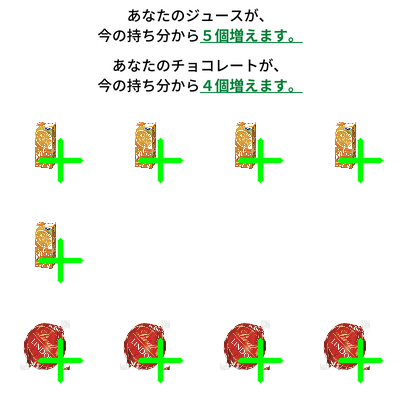 あなたのジュースが、
今の持ち分から５個増えます。
あなたのチョコレートが、
今の持ち分から４個増えます。